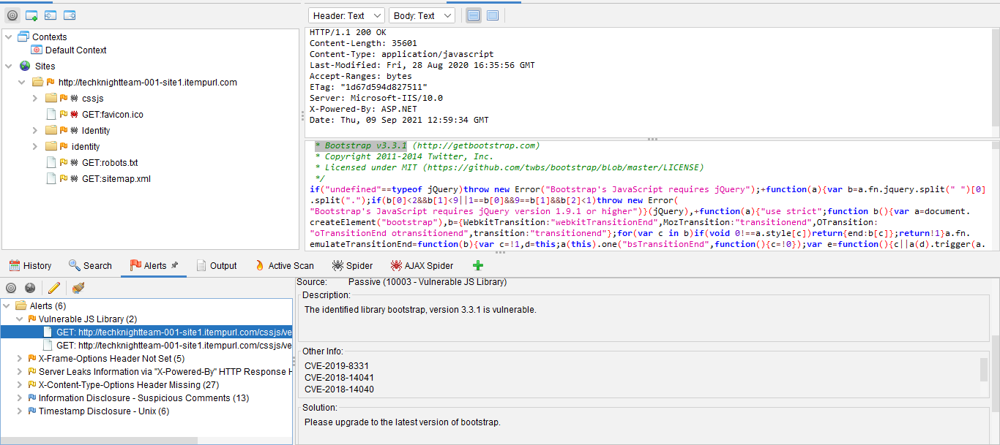 Contexts
Default Context
Sites
http://techknightteam-001-site1.itempurl.com
cssjs
GET:favicon.ico
Identity
identity
GET:robots.txt
GET:sitemap.xml
Header: Text
Body: Text
HTTP/1.1 200 OK
Content-Length: 35601
Content-Type: application/javascript
Last-Modified: Fri, 28 Aug 2020 16:35:56 GMT
Accept-Ranges: bytes
ETag: "1d67d594d827511"
Server: Microsoft-IIS/10.0
X-Powered-By: ASP.NET
Date: Thu, 09 Sep 2021 12:59:34 GMT
* Bootstrap v3.3.1 (http://getbootstrap.com)
* Copyright 2011-2014 Twitter, Inc.
* Licensed under MIT (https://github.com/twbs/bootstrap/blob/master/LICENSE)
*/
if("undefined"==typeof jQuery)throw new Error("Bootstrap's JavaScript requires jQuery");+function(a){var b=a.fn.jquery.split(" ")[0]
.split(".");if(b[0]<2&&b[1]<9||1==b[0]&&9==b[1]&&b[2]<1)throw new Error(
"Bootstrap's JavaScript requires jQuery version 1.9.1 or higher")}(jQuery),+function(a){"use strict";function b(){var a=document.
createElement("bootstrap"),b={WebkitTransition:"webkitTransitionEnd",MozTransition:"transitionend",OTransition:
"oTransitionEnd otransitionend",transition:"transitionend"};for(var c in b)if(void 0!==a.style[c])return{end:b[c]};return!1}a.fn.
emulateTransitionEnd=function(b){var c=!1,d=this;a(this).one("bsTransitionEnd",function(){c=!0});var e=function(){c||a(d).trigger(a.
History
Search
Alerts
Output
Active Scan
Spider
AJAX Spider
Alerts (6)
Vulnerable JS Library (2)
GET: http://techknightteam-001-site1.itempurl.com/cssjs/ve
GET: http://techknightteam-001-site1.itempurl.com/cssjs/ve
X-Frame-Options Header Not Set (5)
Server Leaks Information via "X-Powered-By" HTTP Response H
X-Content-Type-Options Header Missing (27)
Information Disclosure - Suspicious Comments (13)
Timestamp Disclosure - Unix (6)
Source: Passive (10003 - Vulnerable JS Library)
Description:
The identified library bootstrap, version 3.3.1 is vulnerable.
Other Info:
CVE-2019-8331
CVE-2018-14041
CVE-2018-14040
Solution:
Please upgrade to the latest version of bootstrap.